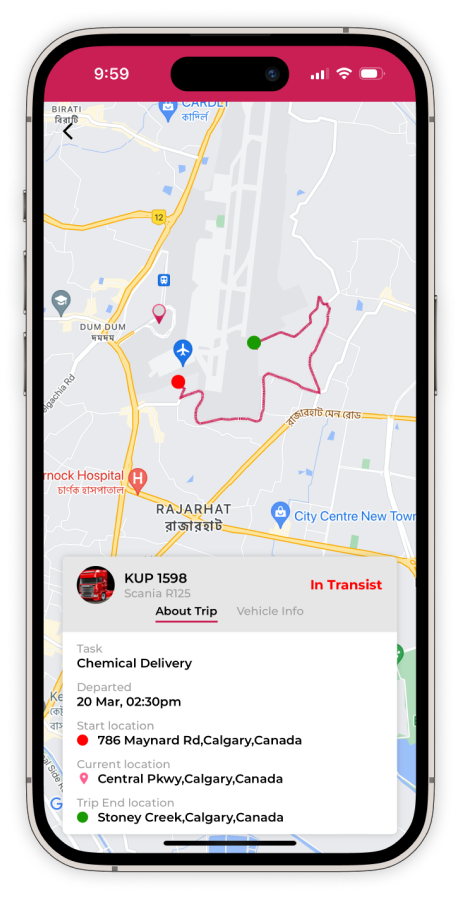 9:59
BIRATI
বিরাটি
CARDLT
কার্ল্ডি
12
DUM DUM
দমদম
elgachia Rd
রাজারহাট মেন রোড
rnock Hospital
চার্ণক হাসপাতাল
H
RAJARHAT
রাজারহাট
City Centre New Town
KUP 1598
Scania R125
In Transist
About Trip
Vehicle Info
Task
Chemical Delivery
Departed
20 Mar, 02:30pm
Start location
786 Maynard Rd,Calgary,Canada
Current location
Central Pkwy,Calgary,Canada
Trip End location
Stoney Creek,Calgary,Canada
G